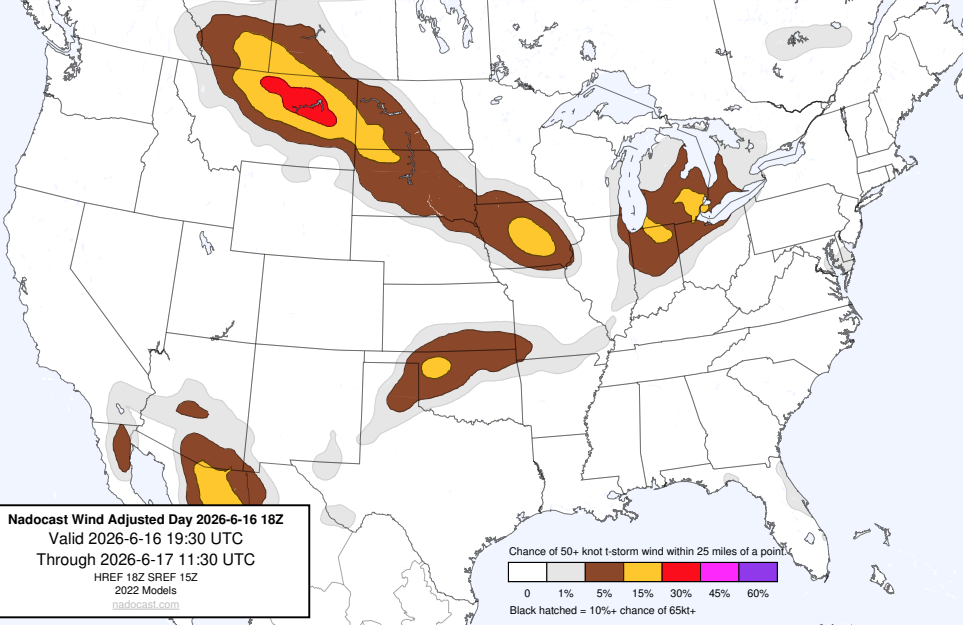 Nadocast Wind Adjusted Day 2026-6-16 18Z
Valid 2026-6-16 19:30 UTC
Through 2026-6-17 11:30 UTC
HREF 18Z SREF 15Z
2022 Models
nadocast.com
Chance of 50+ knot t-storm wind within 25 miles of a point.
0 1% 5% 15% 30% 45% 60%
Black hatched = 10%+ chance of 65kt+